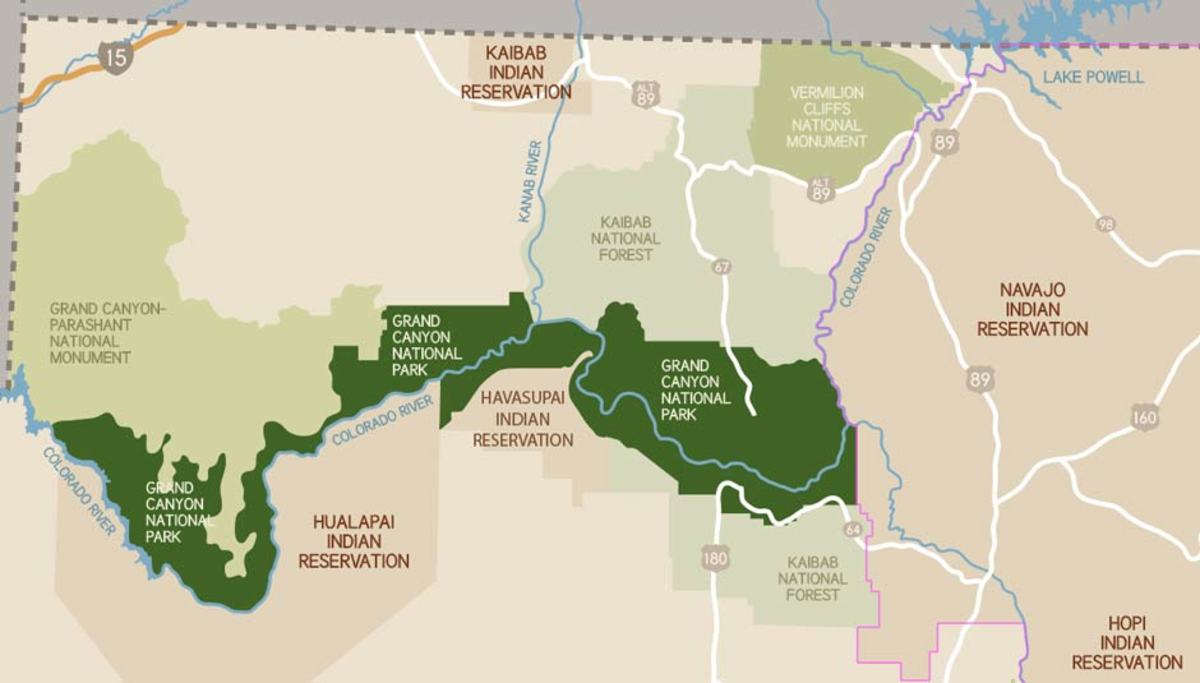 15
KAIBAB
INDIAN
RESERVATION
ALT
89
LAKE POWELL
VERMILION
CLIFFS
NATIONAL
MONUMENT
89
ALT
89
KANAB RIVER
KAIBAB
NATIONAL
FOREST
COLORADO RIVER
98
67
NAVAJO
INDIAN
RESERVATION
GRAND CANYON-
PARASHANT
NATIONAL
MONUMENT
GRAND
CANYON
NATIONAL
PARK
GRAND
CANYON
NATIONAL
PARK
89
HAVASUPAI
INDIAN
RESERVATION
COLORADO RIVER
160
COLORADO RIVER
GRAND
CANYON
NATIONAL
PARK
HUALAPAI
INDIAN
RESERVATION
64
180
KAIBAB
NATIONAL
FOREST
HOPI
INDIAN
RESERVATION